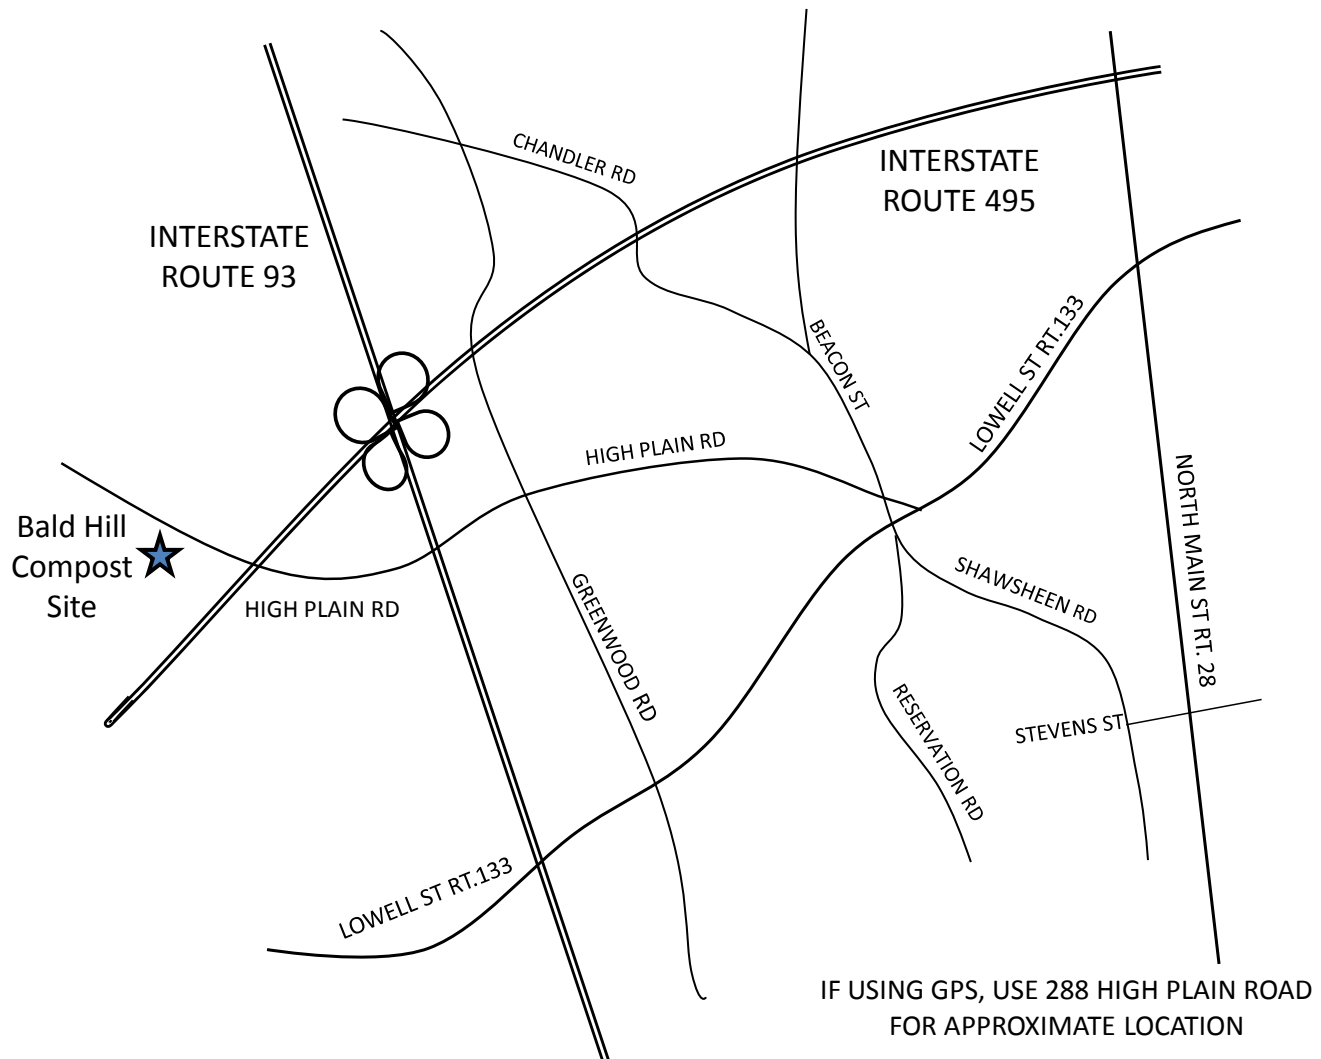 CHANDLER RD
INTERSTATE
ROUTE 495
INTERSTATE
ROUTE 93
BEACON ST
LOWELL ST RT.133
HIGH PLAIN RD
NORTH MAIN ST RT. 28
Bald Hill
Compost
Site
HIGH PLAIN RD
GREENWOOD RD
SHAWSHEEN RD
RESERVATION RD
STEVENS ST
LOWELL ST RT.133
IF USING GPS, USE 288 HIGH PLAIN ROAD
FOR APPROXIMATE LOCATION